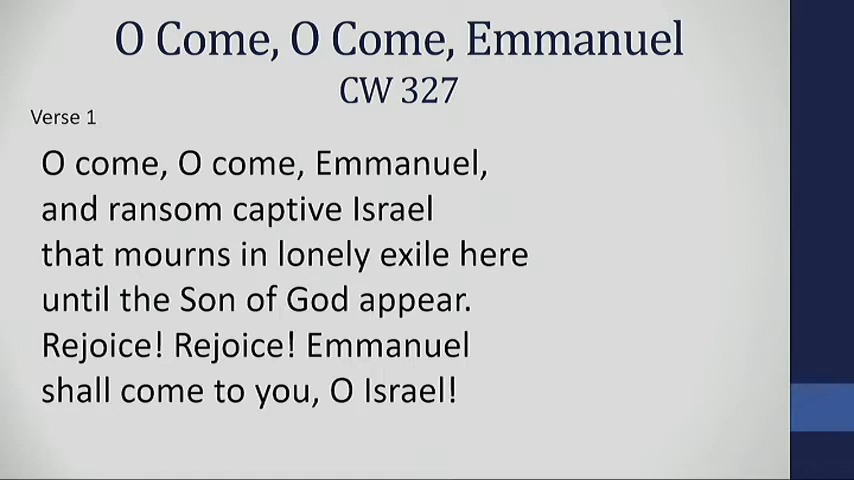 O Come, O Come, Emmanuel
CW 327
Verse 1
O come, O come, Emmanuel,
and ransom captive Israel
that mourns in lonely exile here
until the Son of God appear.
Rejoice! Rejoice! Emmanuel
shall come to you, O Israel!